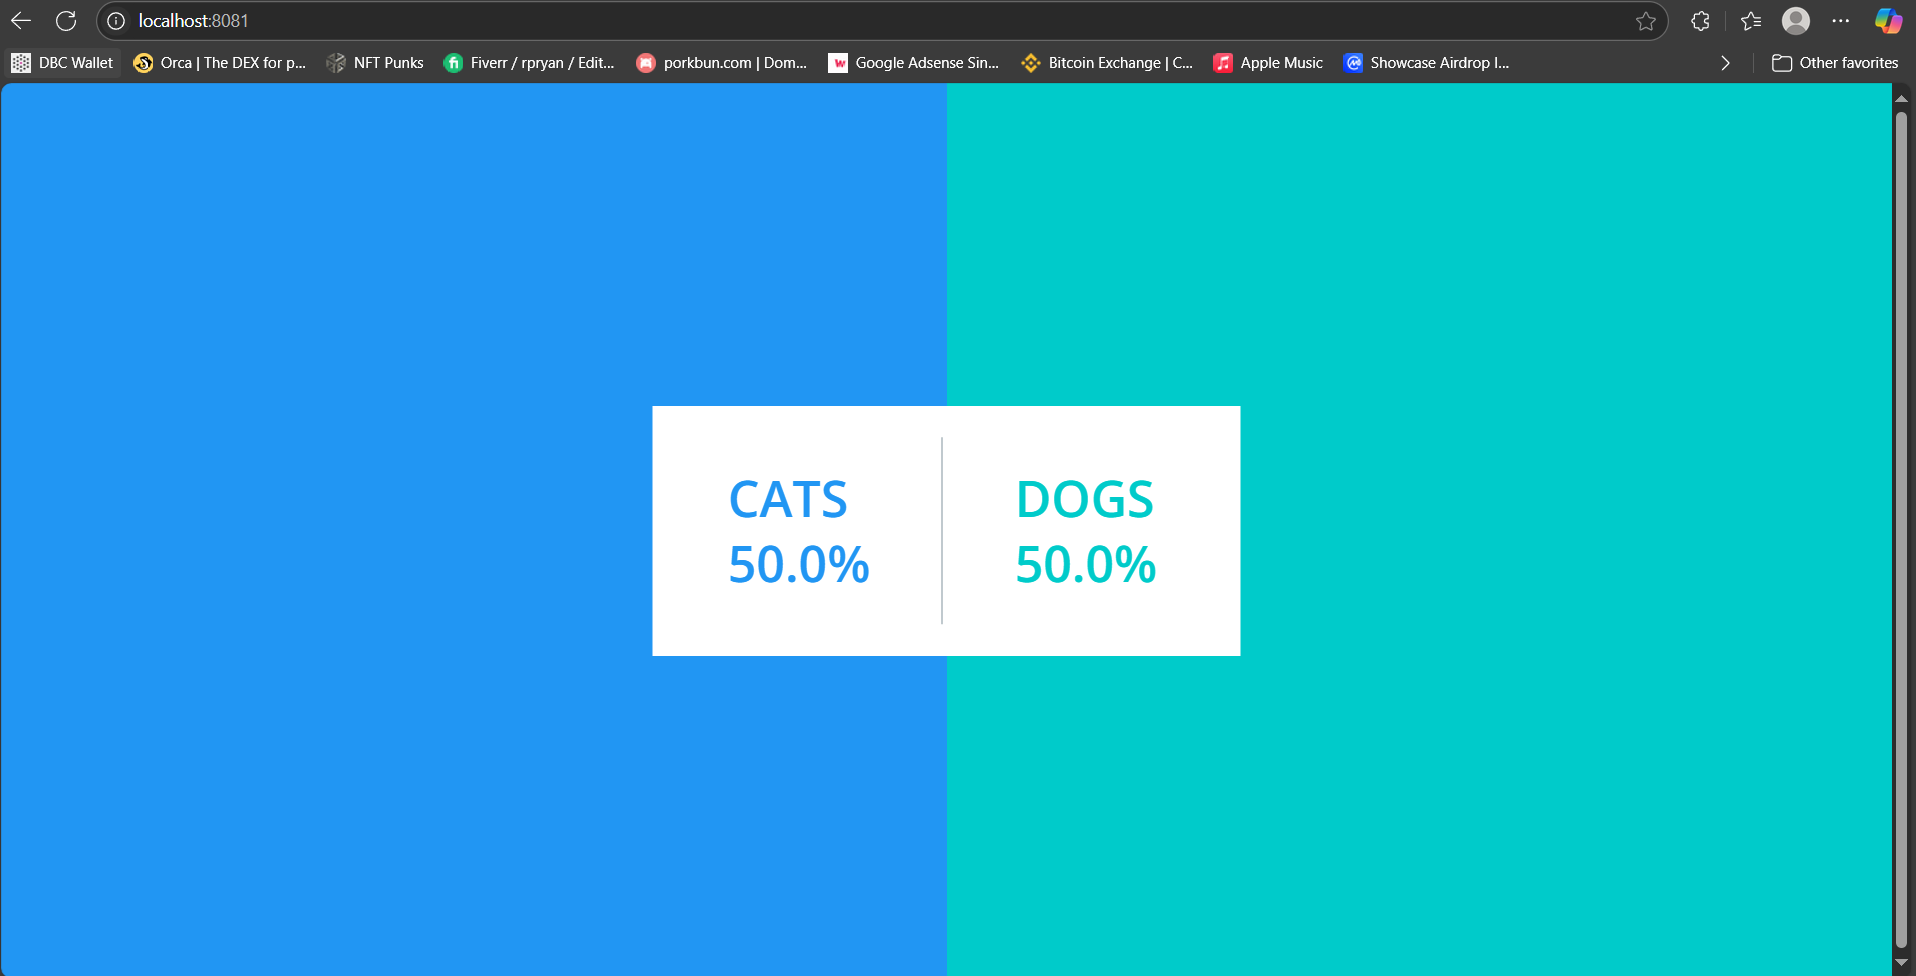 localhost:8081
DBC Wallet
Orca | The DEX for p...
NFT Punks
Fiverr / rpryan / Edit...
porkbun.com | Dom...
Google Adsense Sin...
Bitcoin Exchange | C...
Apple Music
Showcase Airdrop I...
Other favorites
CATS
50.0%
DOGS
50.0%